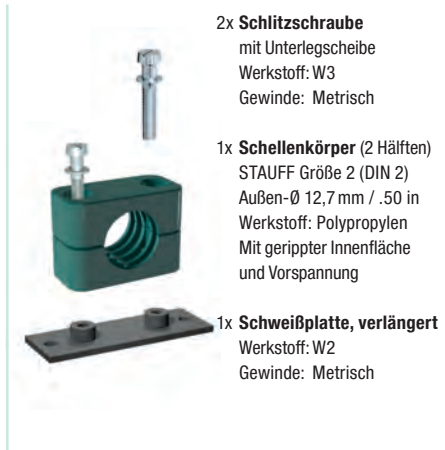 2x Schlitzschraube
mit Unterlegscheibe
Werkstoff: W3
Gewinde: Metrisch
1x Schellenkörper (2 Hälften)
STAUFF Größe 2 (DIN 2)
Außen-Ø 12,7 mm / .50 in
Werkstoff: Polypropylen
Mit gerippter Innenfläche
und Vorspannung
1x Schweißplatte, verlängert
Werkstoff: W2
Gewinde: Metrisch